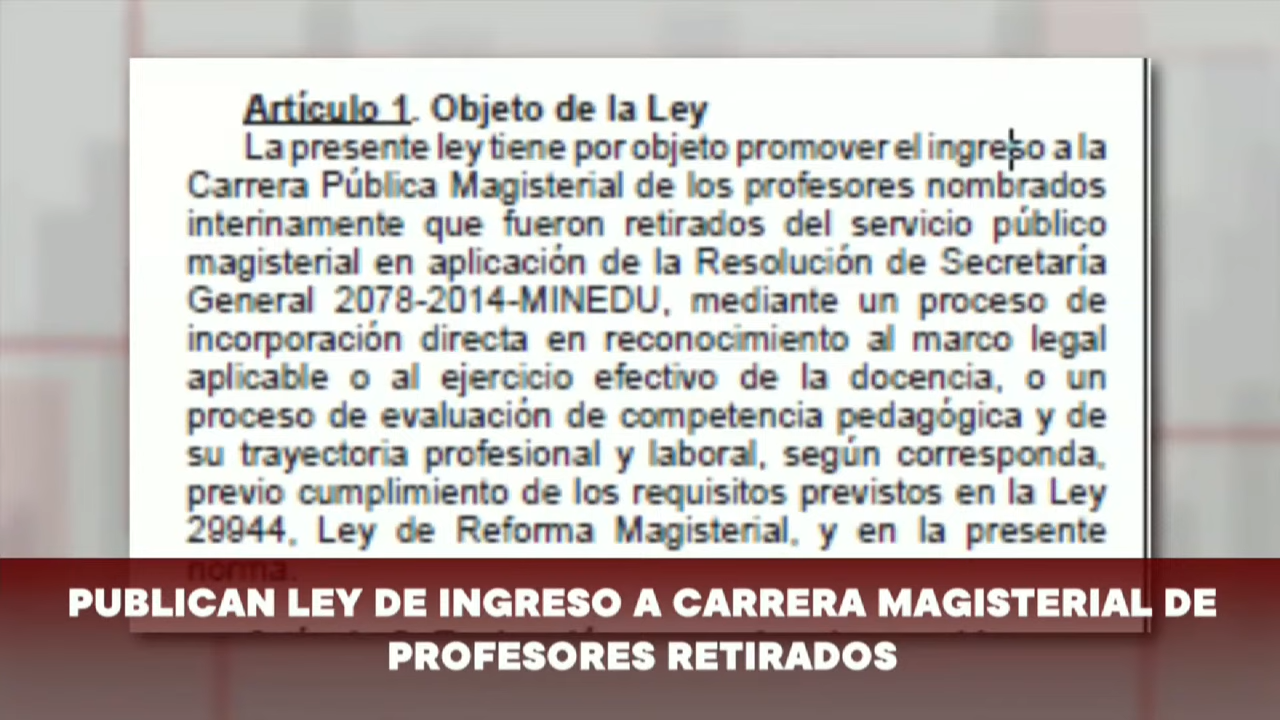 Artículo 1. Objeto de la Ley
La presente ley tiene por objeto promover el ingreso a la
Carrera Pública Magisterial de los profesores nombrados
interinamente que fueron retirados del servicio público
magisterial en aplicación de la Resolución de Secretaría
General 2078-2014-MINEDU, mediante un proceso de
incorporación directa en reconocimiento al marco legal
aplicable o al ejercicio efectivo de la docencia, o un
proceso de evaluación de competencia pedagógica y de
su trayectoria profesional y laboral, según corresponda,
previo cumplimiento de los requisitos previstos en la Ley
29944, Ley de Reforma Magisterial, y en la presente
norma.
PUBLICAN LEY DE INGRESO A CARRERA MAGISTERIAL DE
PROFESORES RETIRADOS